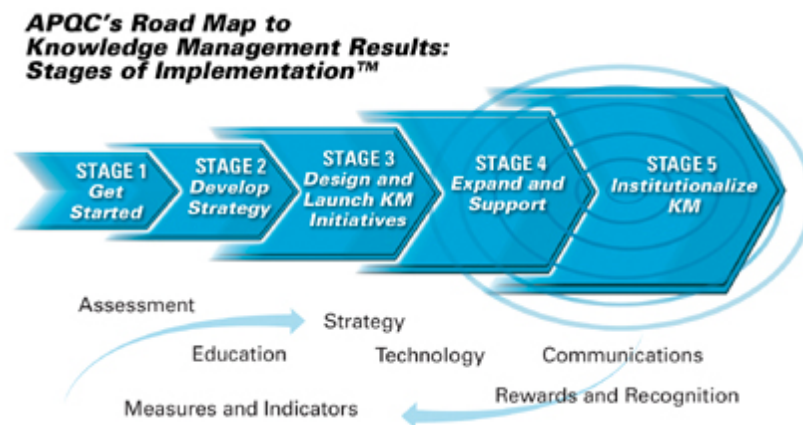 APQC's Road Map to
Knowledge Management Results:
Stages of Implementation™
STAGE 1
Get
Started
STAGE 2
Develop
Strategy
STAGE 3
Design and
Launch KM
Initiatives
STAGE 4
Expand and
Support
STAGE 5
Institutionalize
KM
Assessment
Strategy
Education
Technology
Communications
Rewards and Recognition
Measures and Indicators